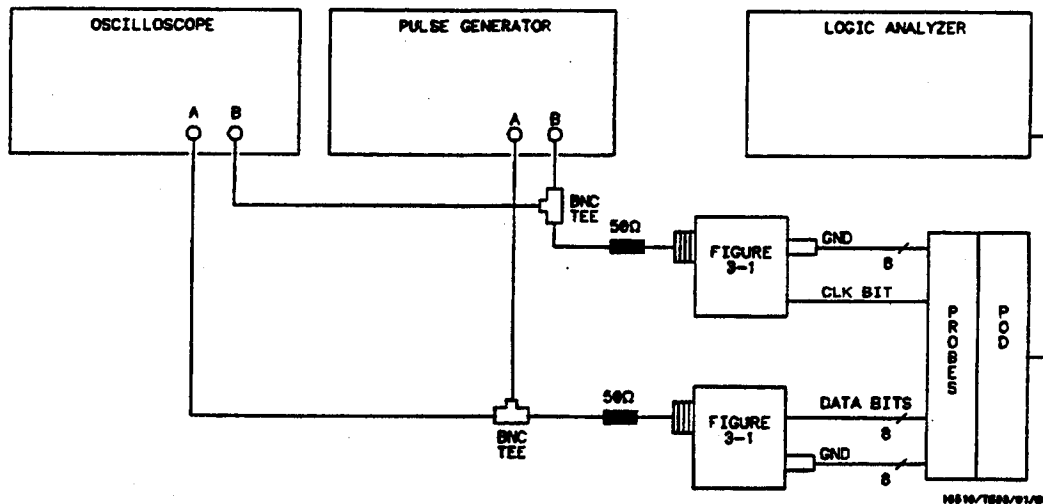 OSCILLOSCOPE
PULSE GENERATOR
LOGIC ANALYZER
A B
A B
BNC
TEE
50Ω
FIGURE
3-1
GND
8
CLK BIT
PROBES
POD
BNC
TEE
50Ω
FIGURE
3-1
DATA BITS
8
GND
8